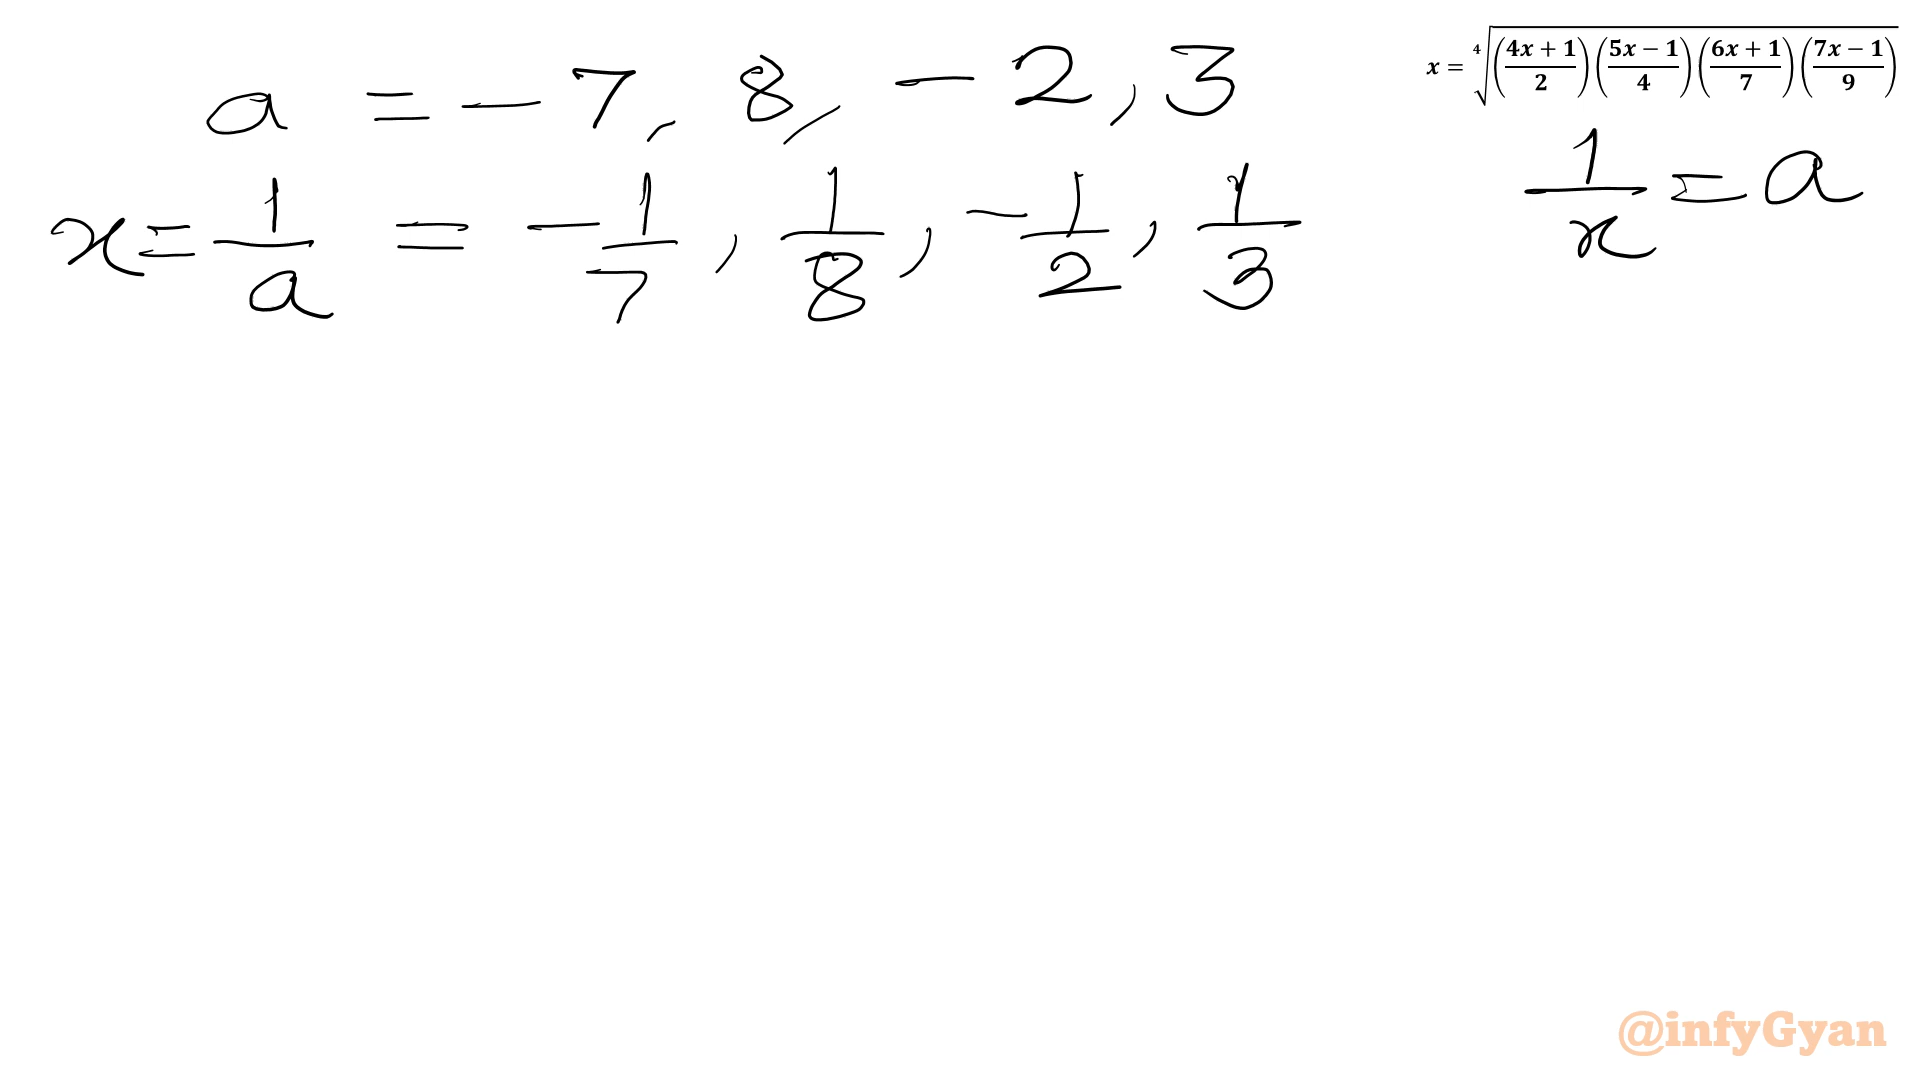 a = -7, 8, -2, 3
x = 1/a = -1/7, 1/8, -1/2, 1/3
x = ∜((4x + 1)/2)((5x − 1)/4)((6x + 1)/7)((7x − 1)/9)
1/x = a
@infyGyan